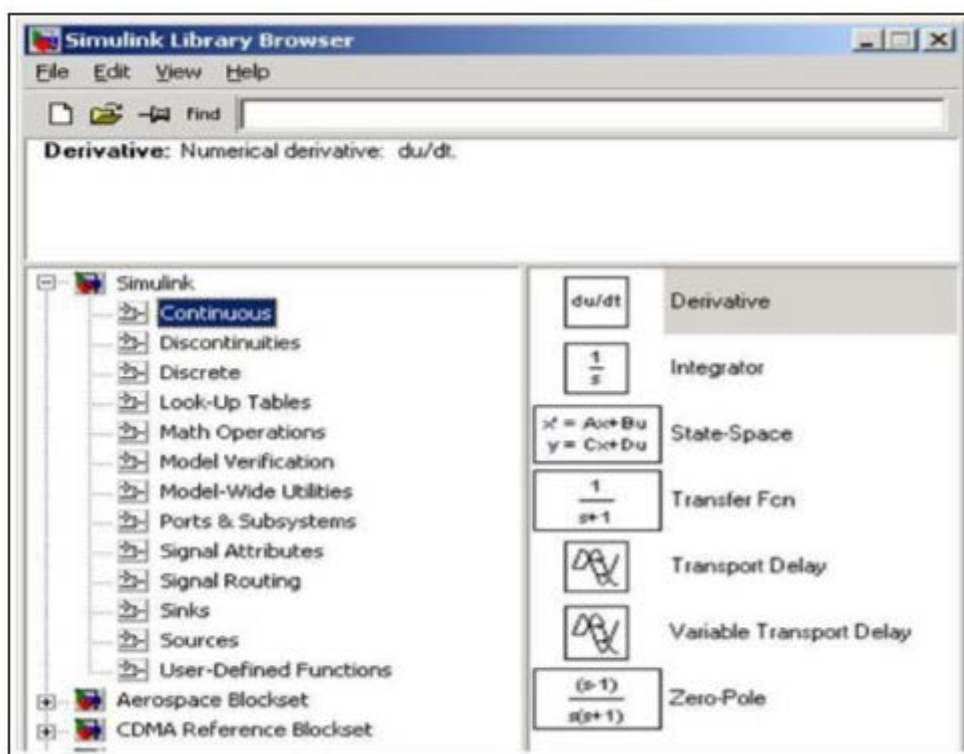 Simulink Library Browser
File Edit View Help
Find
Derivative: Numerical derivative: du/dt.
Simulink
Continuous
Discontinuities
Discrete
Look-Up Tables
Math Operations
Model Verification
Model-Wide Utilities
Ports & Subsystems
Signal Attributes
Signal Routing
Sinks
Sources
User-Defined Functions
Aerospace Blockset
CDMA Reference Blockset
du/dt Derivative
1
s
Integrator
x' = Ax+Bu
y = Cx+Du
State-Space
1
s+1
Transfer Fcn
Transport Delay
Variable Transport Delay
(s-1)
s(s+1)
Zero-Pole